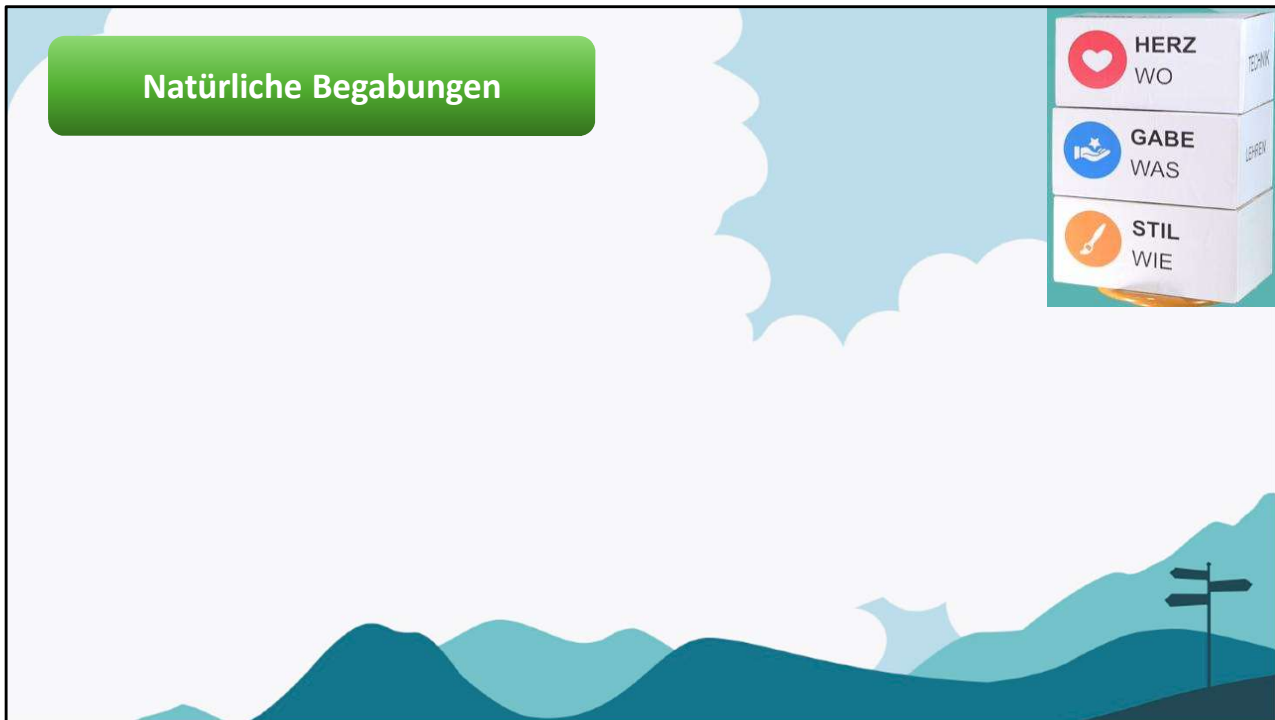 Natürliche Begabungen
HERZ
WO
TECHNIK
GABE
WAS
LEHREN
STIL
WIE